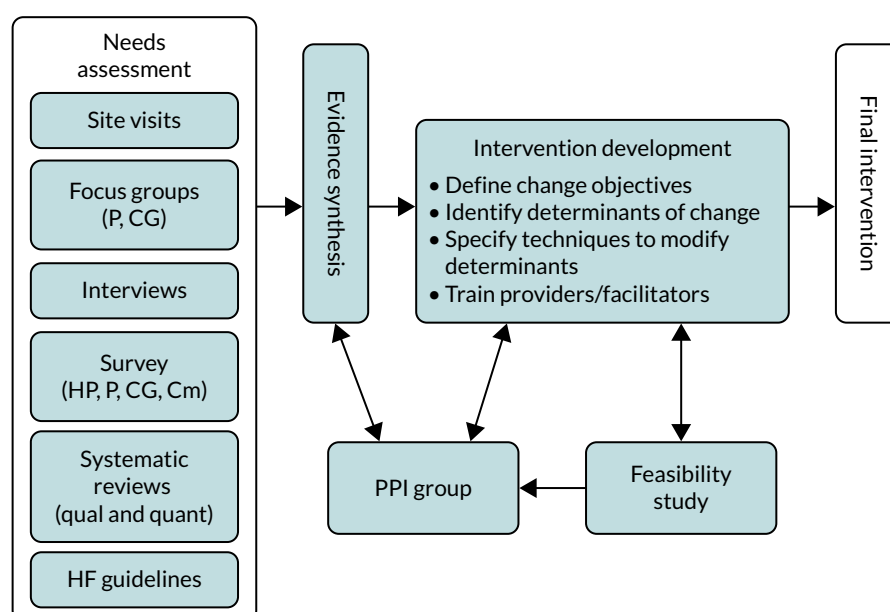 Needs
assessment
Site visits
Focus groups
(P, CG)
Interviews
Survey
(HP, P, CG, Cm)
Systematic
reviews
(qual and quant)
HF guidelines
Evidence synthesis
Intervention development
• Define change objectives
• Identify determinants of change
• Specify techniques to modify
determinants
• Train providers/facilitators
Final intervention
PPI group
Feasibility
study